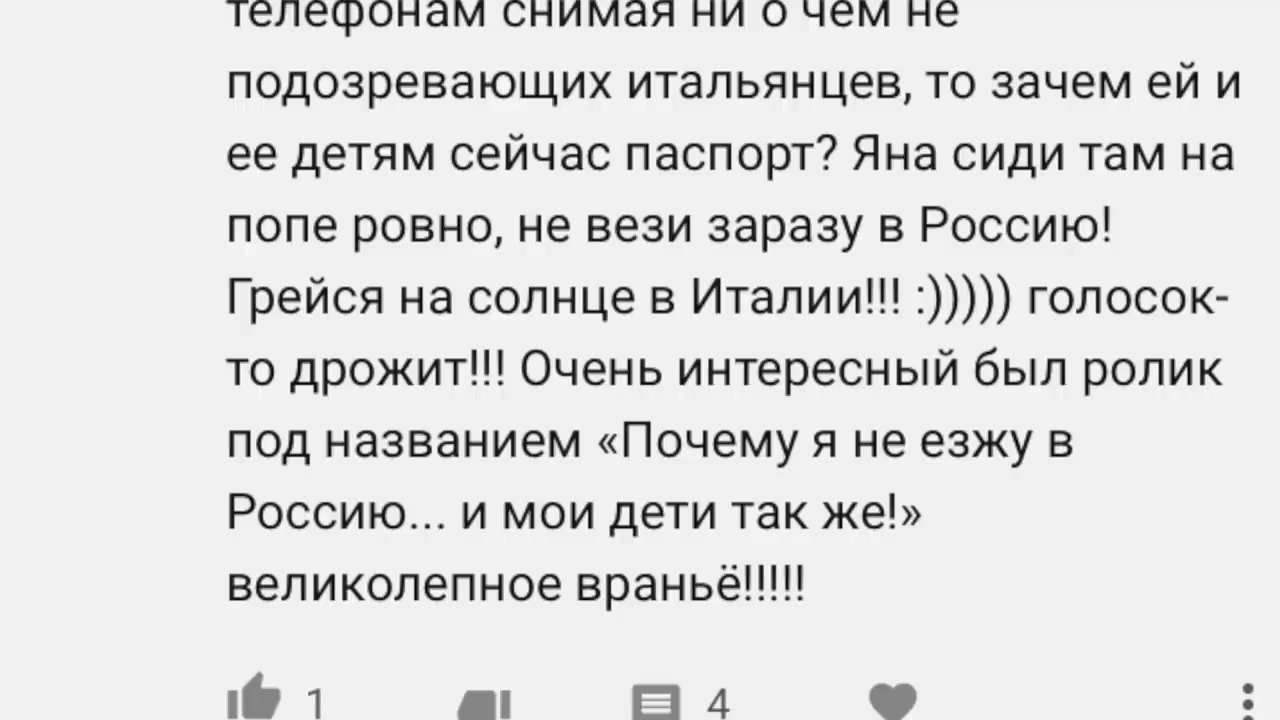 телефонам снимая ни о чем не
подозревающих итальянцев, то зачем ей и
ее детям сейчас паспорт? Яна сиди там на
попе ровно, не вези заразу в Россию!
Грейся на солнце в Италии!!! :))))) голосок-
то дрожит!!! Очень интересный был ролик
под названием «Почему я не езжу в
Россию... и мои дети так же!»
великолепное враньё!!!!!
1 4